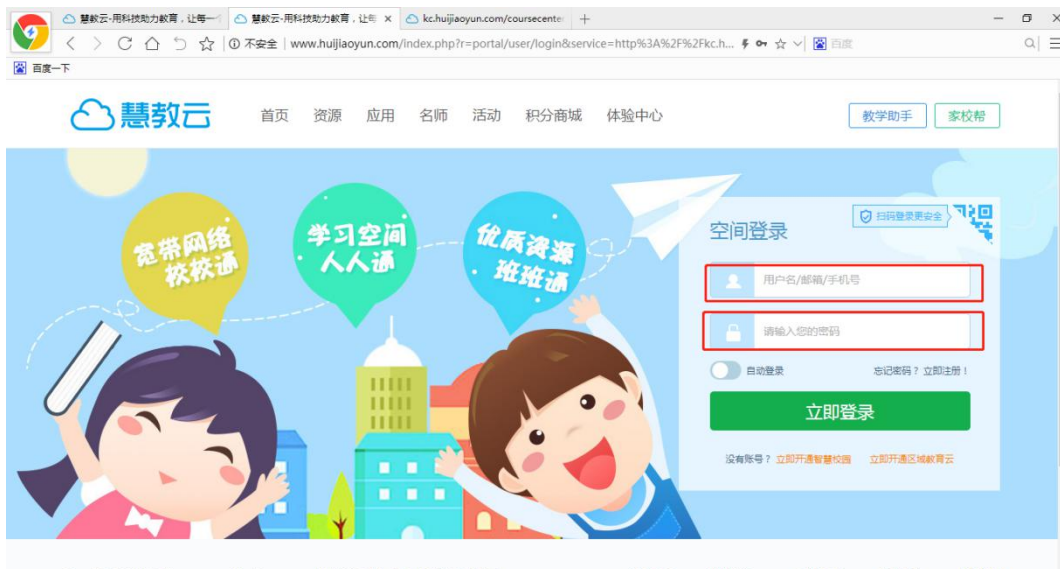 慧教云-用科技助力教育，让每一个
慧教云-用科技助力教育，让每
kc.huijiaoyun.com/coursecente
不安全 www.huijiaoyun.com/index.php?r=portal/user/login&service=http%3A%2F%2Fkc.h...
百度
百度一下
慧教云
首页 资源 应用 名师 活动 积分商城 体验中心
教学助手 家校帮
宽带网络
校校通
学习空间
人人通
优质资源
班班通
空间登录
扫码登录更安全
用户名/邮箱/手机号
请输入您的密码
自动登录
忘记密码？ 立即注册！
立即登录
没有账号？ 立即开通智慧校园 立即开通区域教育云